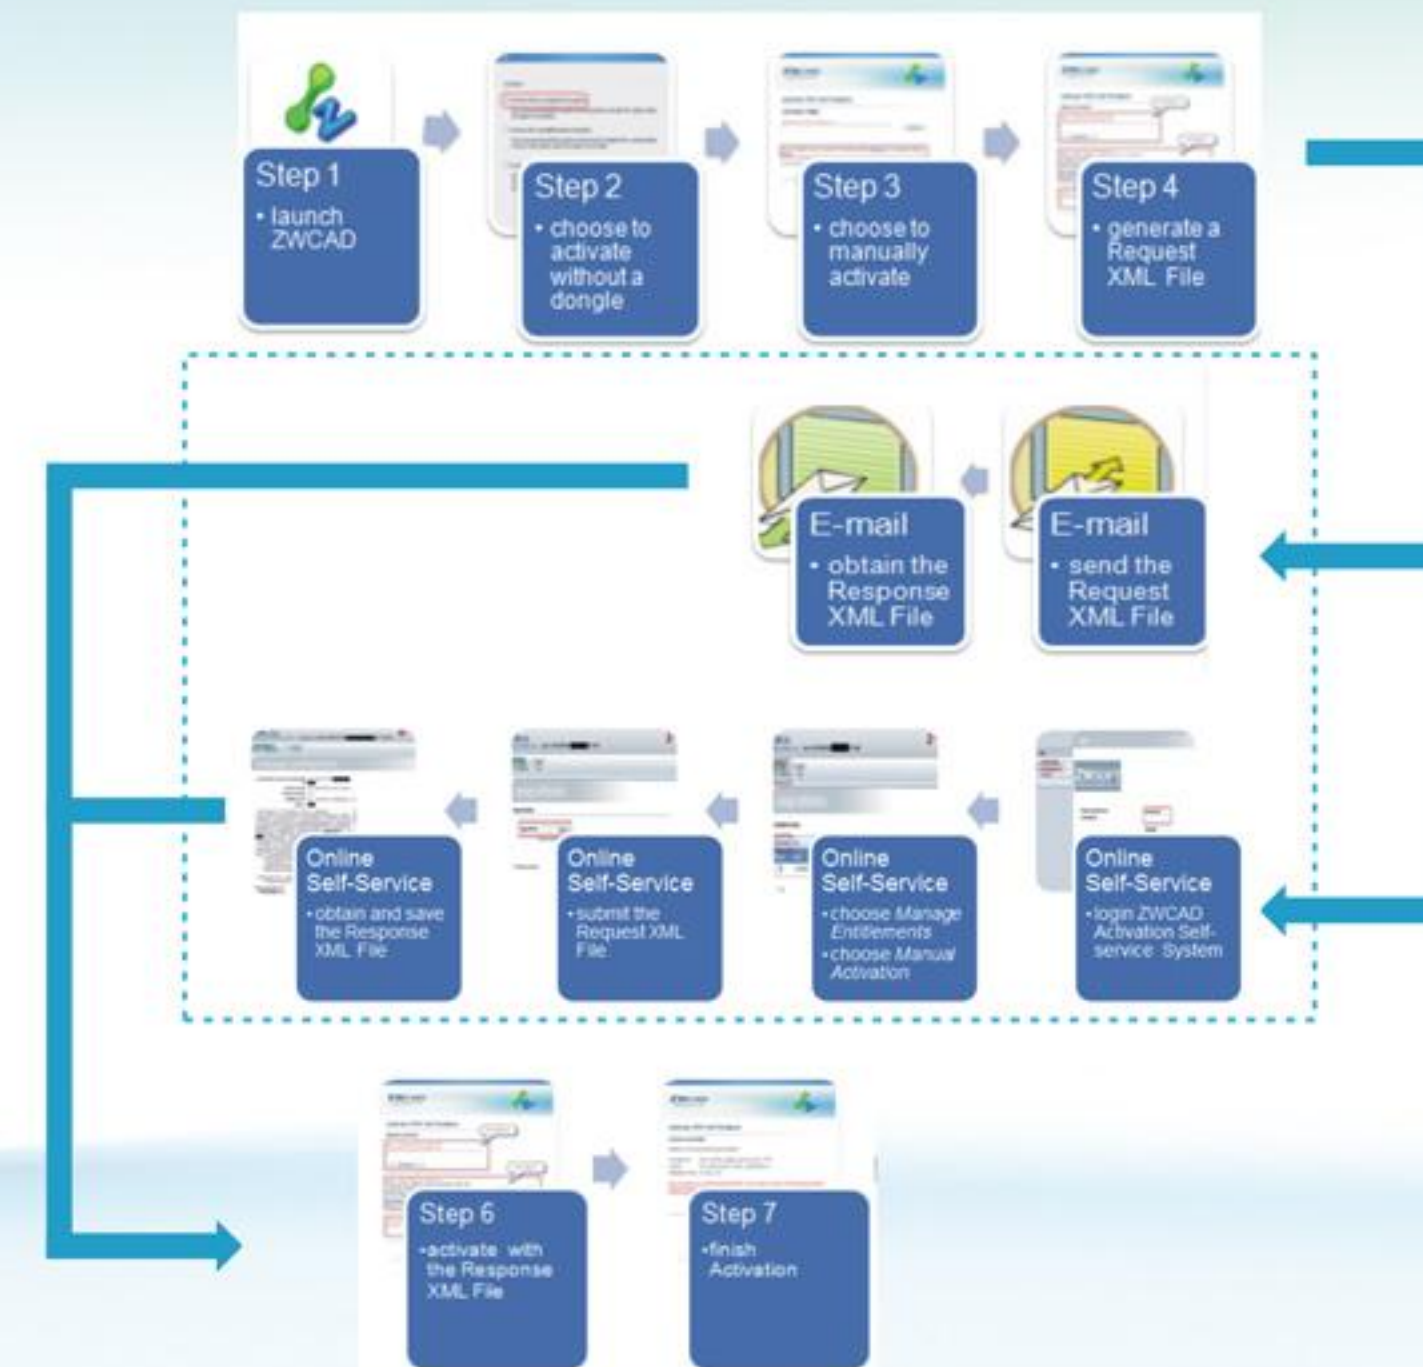 Step 1
• launch
ZWCAD
Step 2
• choose to
activate
without a
dongle
Step 3
• choose to
manually
activate
Step 4
• generate a
Request
XML File
E-mail
• obtain the
Response
XML File
E-mail
• send the
Request
XML File
Online
Self-Service
• obtain and save
the Response
XML File
Online
Self-Service
• submit the
Request XML
File
Online
Self-Service
• choose Manage
Entitlements
• choose Manual
Activation
Online
Self-Service
• login ZWCAD
Activation Self-
service System
Step 6
• activate with
the Response
XML File
Step 7
• finish
Activation